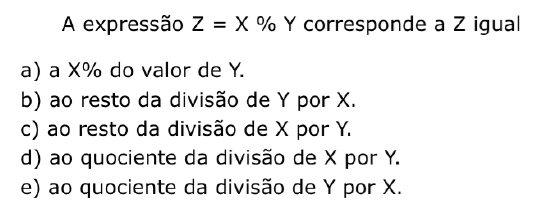 A expressão Z = X % Y corresponde a Z igual
a) a X% do valor de Y.
b) ao resto da divisão de Y por X.
c) ao resto da divisão de X por Y.
d) ao quociente da divisão de X por Y.
e) ao quociente da divisão de Y por X.